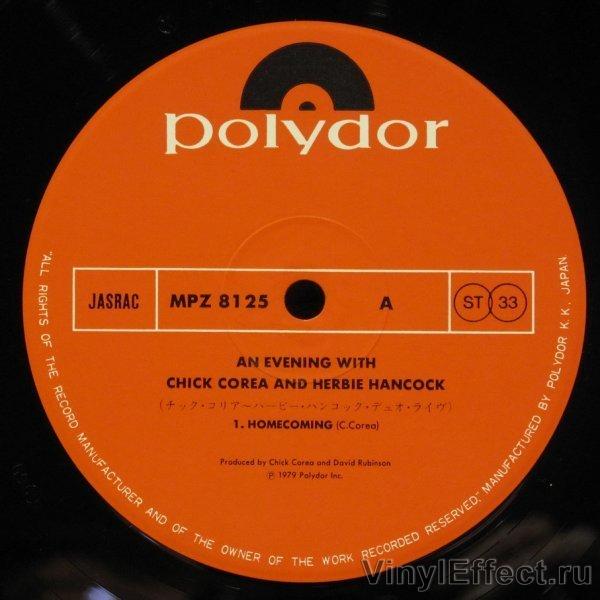 polydor
JASRAC MPZ 8125 A ST 33
AN EVENING WITH
CHICK COREA AND HERBIE HANCOCK
(チック・コリア〜ハービー・ハンコック・デュオ・ライヴ)
1. HOMECOMING (C.Corea)
Produced by Chick Corea and David Rubinson
℗ 1979 Polydor Inc.
"ALL RIGHTS OF THE RECORD MANUFACTURER AND OF THE OWNER OF THE WORK RECORDED RESERVED." MANUFACTURED BY POLYDOR K.K., JAPAN
VinylEffect.ru